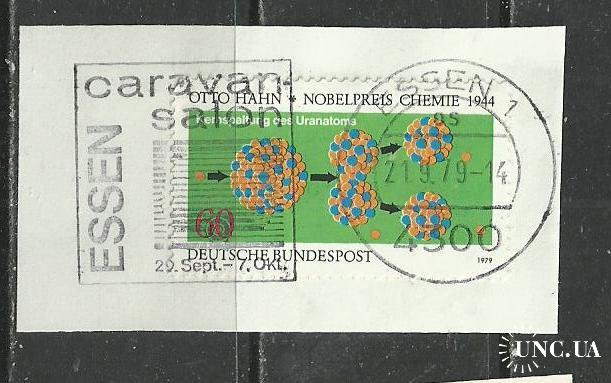 caravan
salon
ESSEN
29. Sept.- 7. Okt.
OTTO HAHN * NOBELPREIS CHEMIE 1944
Kernspaltung des Uranatoms
60
DEUTSCHE BUNDESPOST
1979
ESSEN 1
as
21.9.79-14
4300
UNC.UA